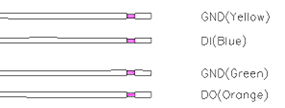 GND(Yellow)
DI(Blue)
GND(Green)
DO(Orange)